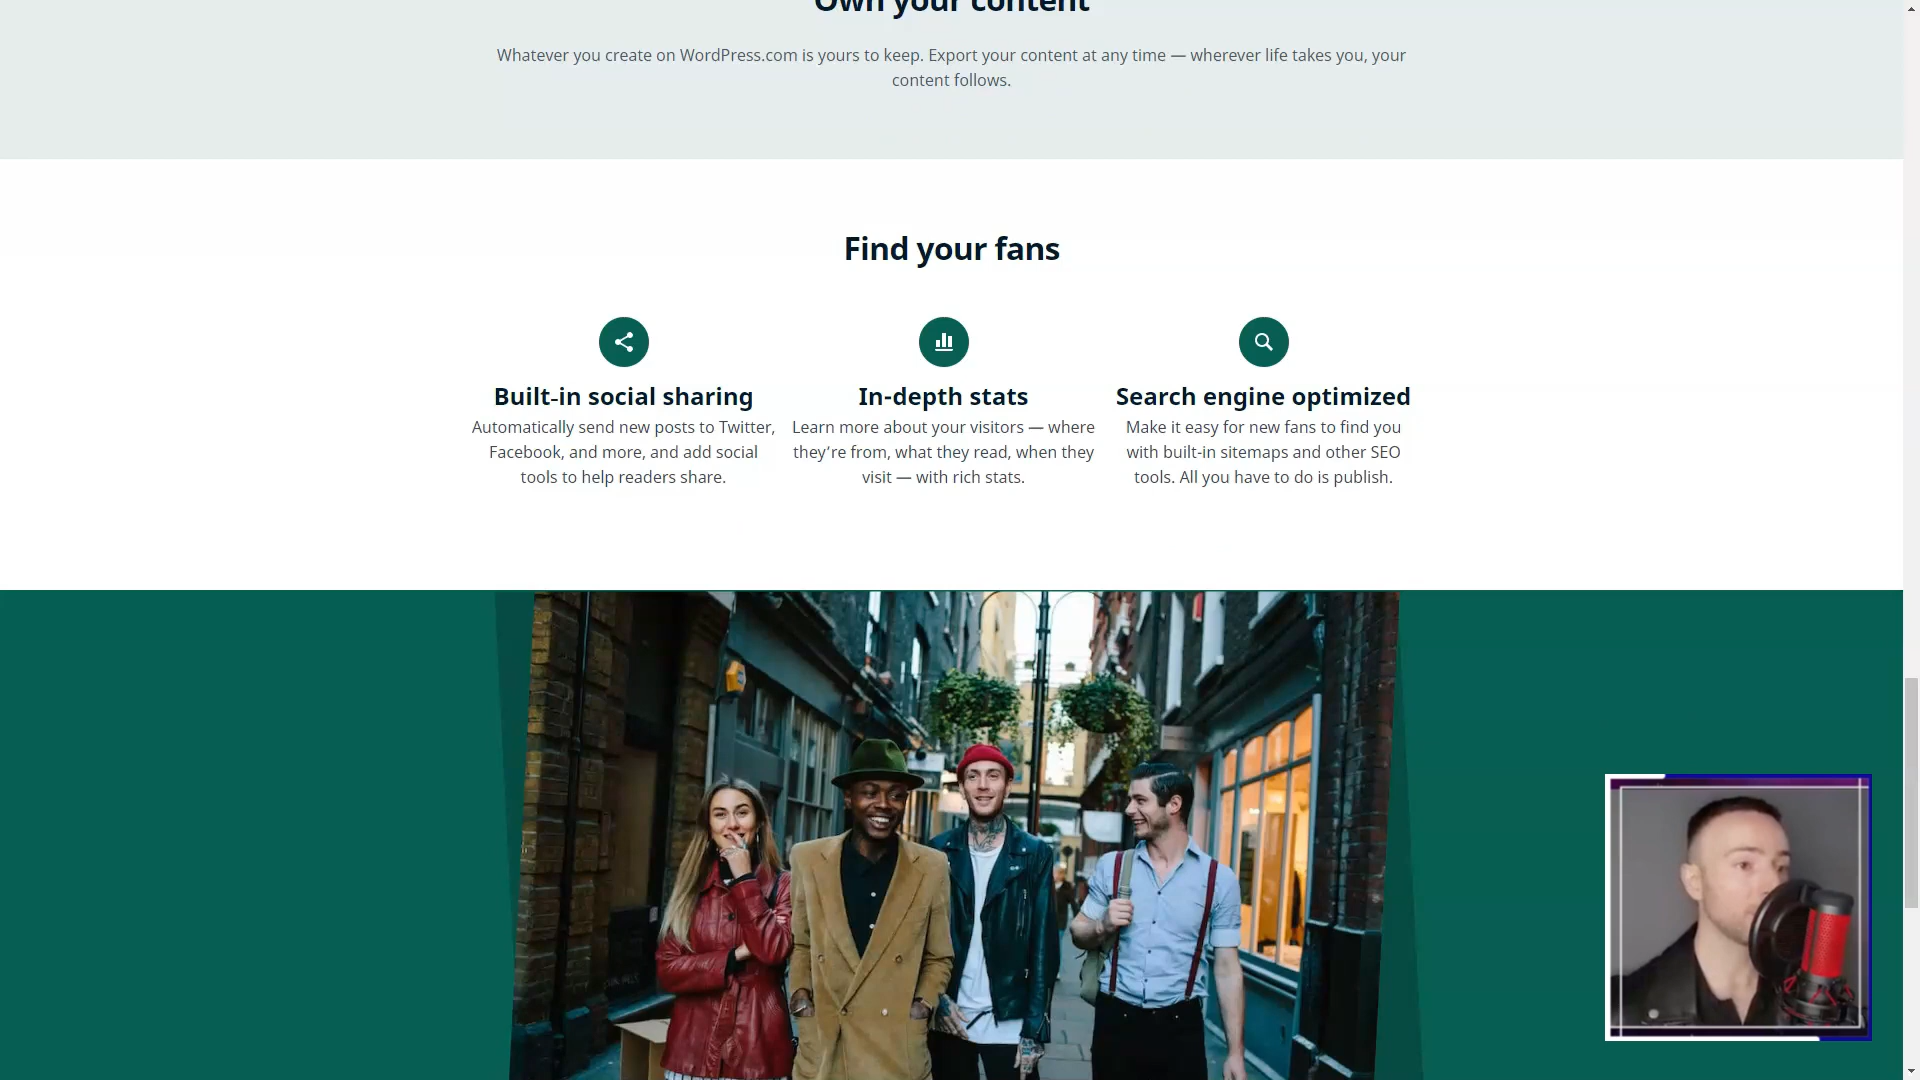 Own your content
Whatever you create on WordPress.com is yours to keep. Export your content at any time — wherever life takes you, your
content follows.
Find your fans
Built-in social sharing
Automatically send new posts to Twitter,
Facebook, and more, and add social
tools to help readers share.
In-depth stats
Learn more about your visitors — where
they’re from, what they read, when they
visit — with rich stats.
Search engine optimized
Make it easy for new fans to find you
with built-in sitemaps and other SEO
tools. All you have to do is publish.